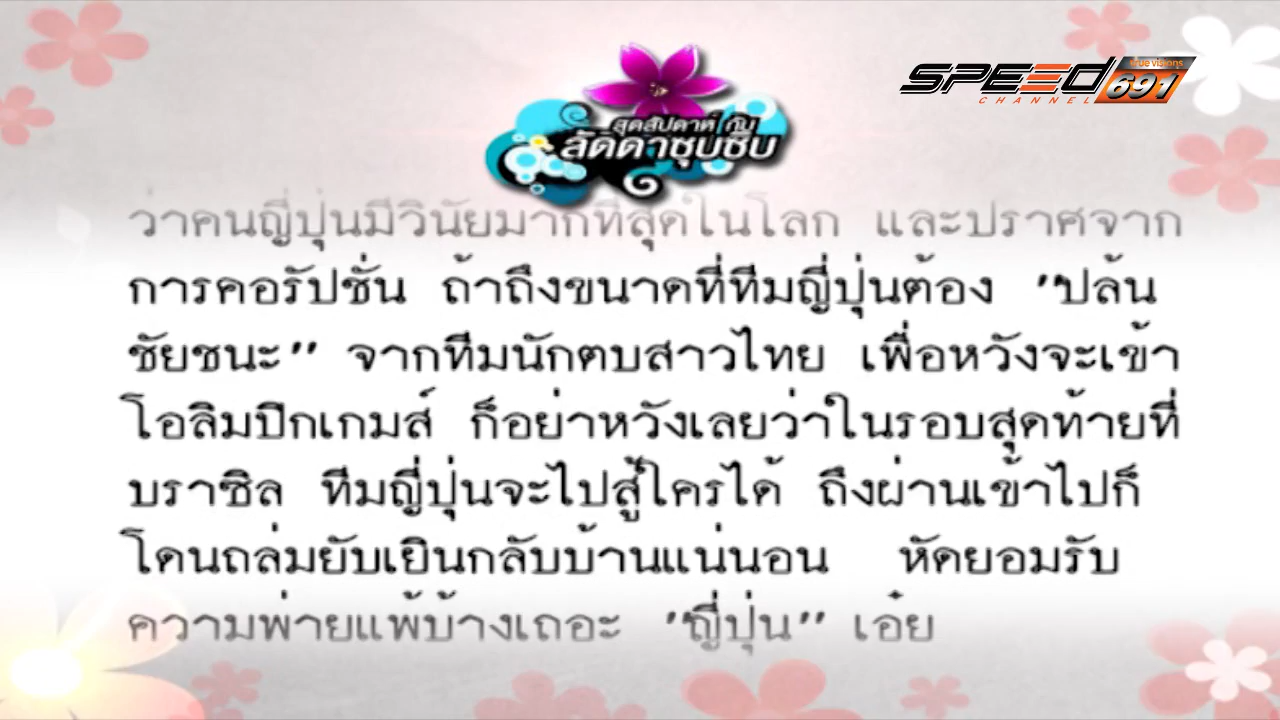 SPEED
CHANNEL
true visions
691
สุดสัปดาห์ กับ
ลัดดาซุบซิบ
ว่าคนญี่ปุ่นมีวินัยมากที่สุดในโลก และปราศจาก
การคอรัปชั่น ถ้าถึงขนาดที่ทีมญี่ปุ่นต้อง "ปล้น
ชัยชนะ" จากทีมนักตบสาวไทย เพื่อหวังจะเข้า
โอลิมปิกเกมส์ ก็อย่าหวังเลยว่าในรอบสุดท้ายที่
บราซิล ทีมญี่ปุ่นจะไปสู้ใครได้ ถึงผ่านเข้าไปก็
โดนถล่มยับเยินกลับบ้านแน่นอน หัดยอมรับ
ความพ่ายแพ้บ้างเถอะ "ญี่ปุ่น" เอ๋ย